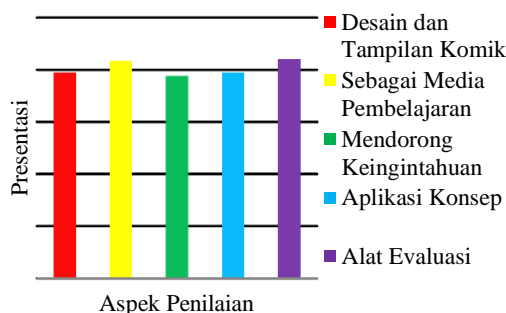 Presentasi
Aspek Penilaian
Desain dan
Tampilan Komik
Sebagai Media
Pembelajaran
Mendorong
Keingintahuan
Aplikasi Konsep
Alat Evaluasi